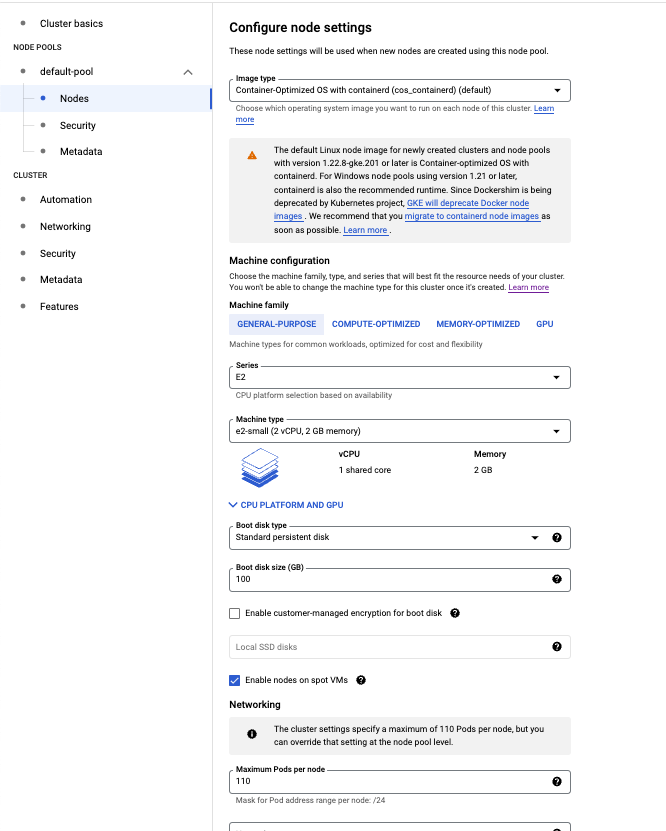 Cluster basics
NODE POOLS
default-pool
Nodes
Security
Metadata
CLUSTER
Automation
Networking
Security
Metadata
Features
Configure node settings
These node settings will be used when new nodes are created using this node pool.
Image type
Container-Optimized OS with containerd (cos_containerd) (default)
Choose which operating system image you want to run on each node of this cluster. Learn
more
The default Linux node image for newly created clusters and node pools
with version 1.22.8-gke.201 or later is Container-optimized OS with
containerd. For Windows node pools using version 1.21 or later,
containerd is also the recommended runtime. Since Dockershim is being
deprecated by Kubernetes project, GKE will deprecate Docker node
images . We recommend that you migrate to containerd node images as
soon as possible. Learn more .
Machine configuration
Choose the machine family, type, and series that will best fit the resource needs of your cluster.
You won't be able to change the machine type for this cluster once it's created. Learn more
Machine family
GENERAL-PURPOSE COMPUTE-OPTIMIZED MEMORY-OPTIMIZED GPU
Machine types for common workloads, optimized for cost and flexibility
Series
E2
CPU platform selection based on availability
Machine type
e2-small (2 vCPU, 2 GB memory)
vCPU Memory
1 shared core 2 GB
CPU PLATFORM AND GPU
Boot disk type
Standard persistent disk
Boot disk size (GB)
100
Enable customer-managed encryption for boot disk
Local SSD disks
Enable nodes on spot VMs
Networking
The cluster settings specify a maximum of 110 Pods per node, but you
can override that setting at the node pool level.
Maximum Pods per node
110
Mask for Pod address range per node: /24